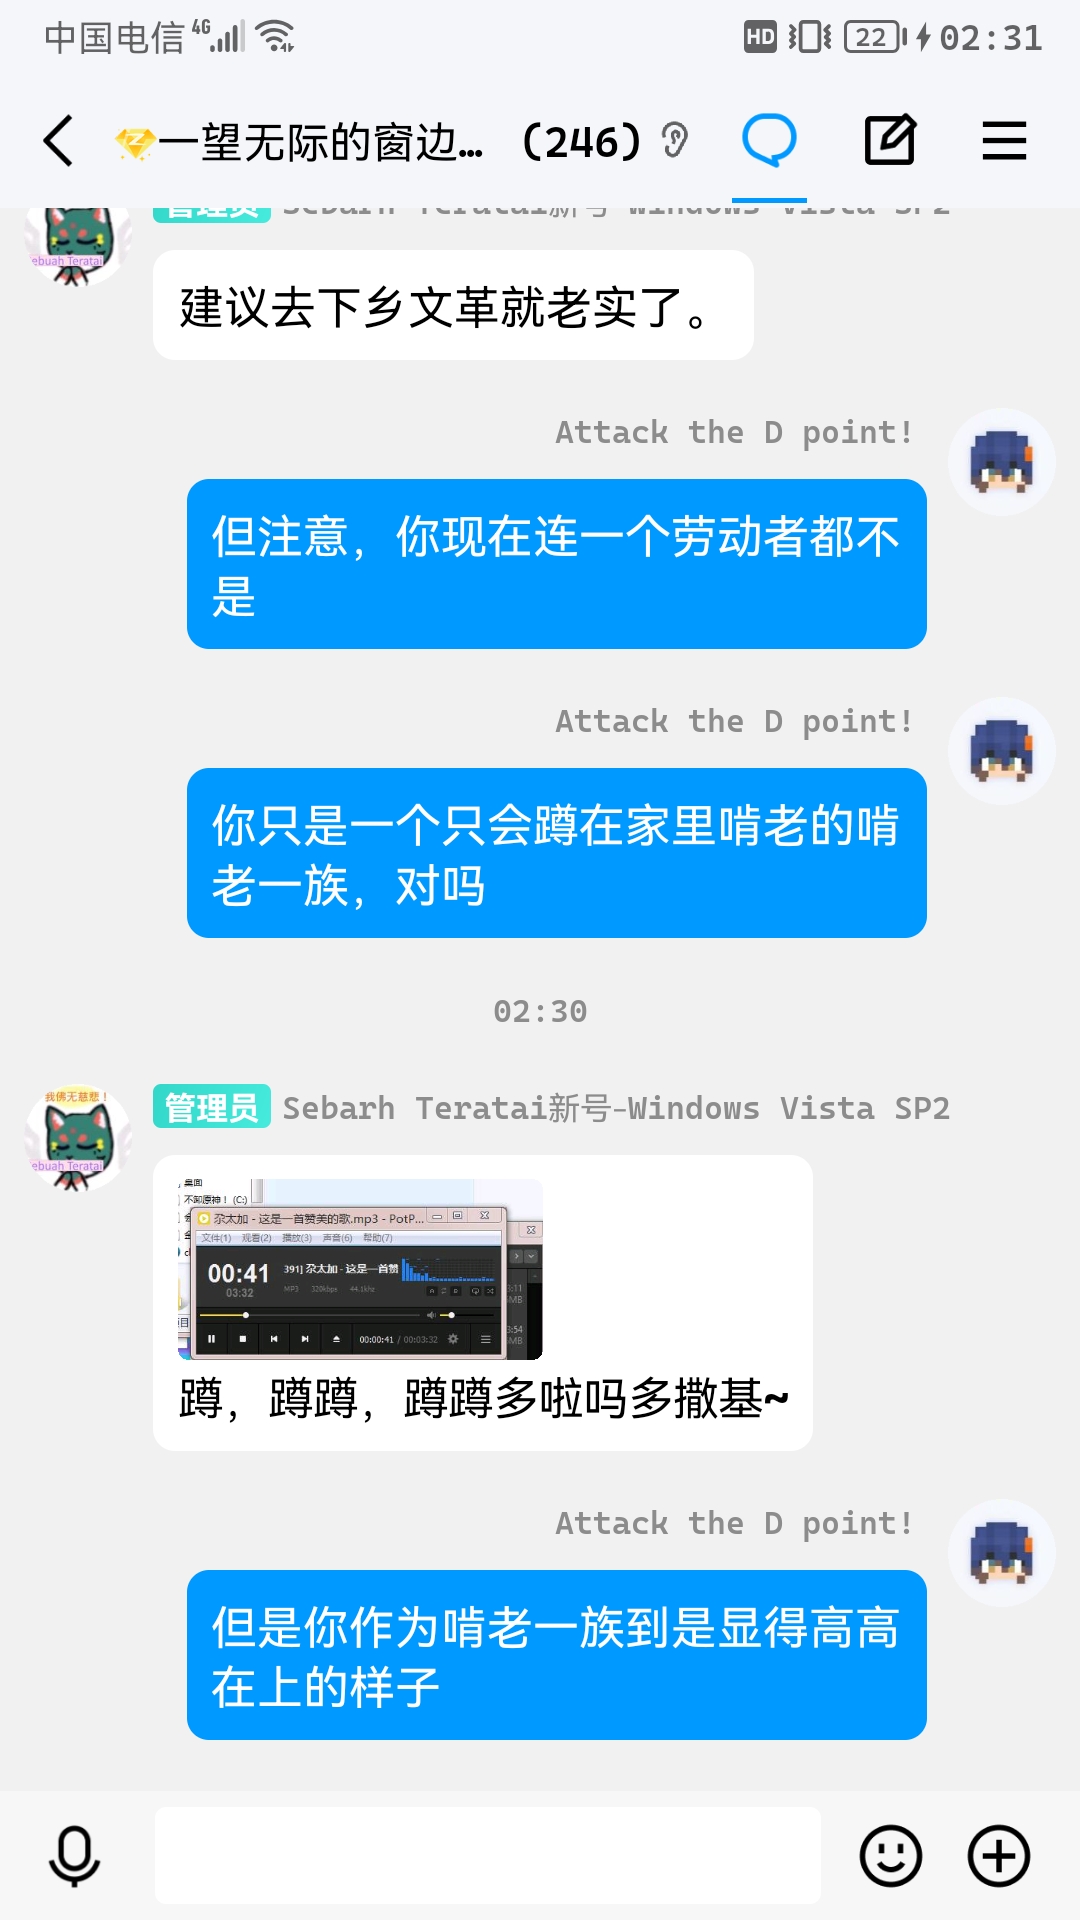 中国电信 4G HD 22 02:31
一望无际的窗边... (246)
管理员 Sebarh Teratai新号-Windows Vista SP2
ebuah Teratai
建议去下乡文革就老实了。
Attack the D point!
但注意，你现在连一个劳动者都不
是
Attack the D point!
你只是一个只会蹲在家里啃老的啃
老一族，对吗
02:30
我佛无慈悲！
管理员 Sebarh Teratai新号-Windows Vista SP2
ebuah Teratai
桌面
不卸原神！ (C:)
尕太加 - 这是一首赞美的歌.mp3 - PotP...
文件(1) 观看(2) 播放(3) 声音(6) 帮助(7)
00:41 391] 尕太加 - 这是一首赞
03:32 MP3 320kbps 44.1khz
00:00:41 / 00:03:32
蹲，蹲蹲，蹲蹲多啦吗多撒基~
Attack the D point!
但是你作为啃老一族到是显得高高
在上的样子